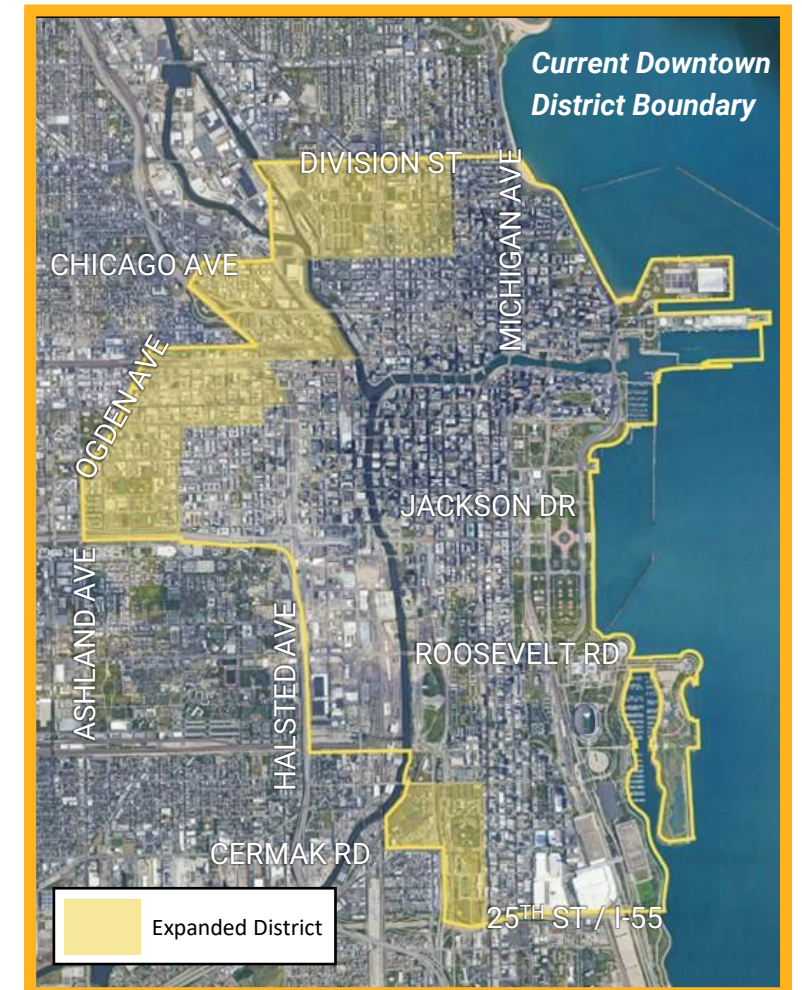 Current Downtown
District Boundary
DIVISION ST
MICHIGAN AVE
CHICAGO AVE
OGDEN AVE
JACKSON DR
ASHLAND AVE
HALSTED AVE
ROOSEVELT RD
CERMAK RD
25TH ST / I-55
Expanded District